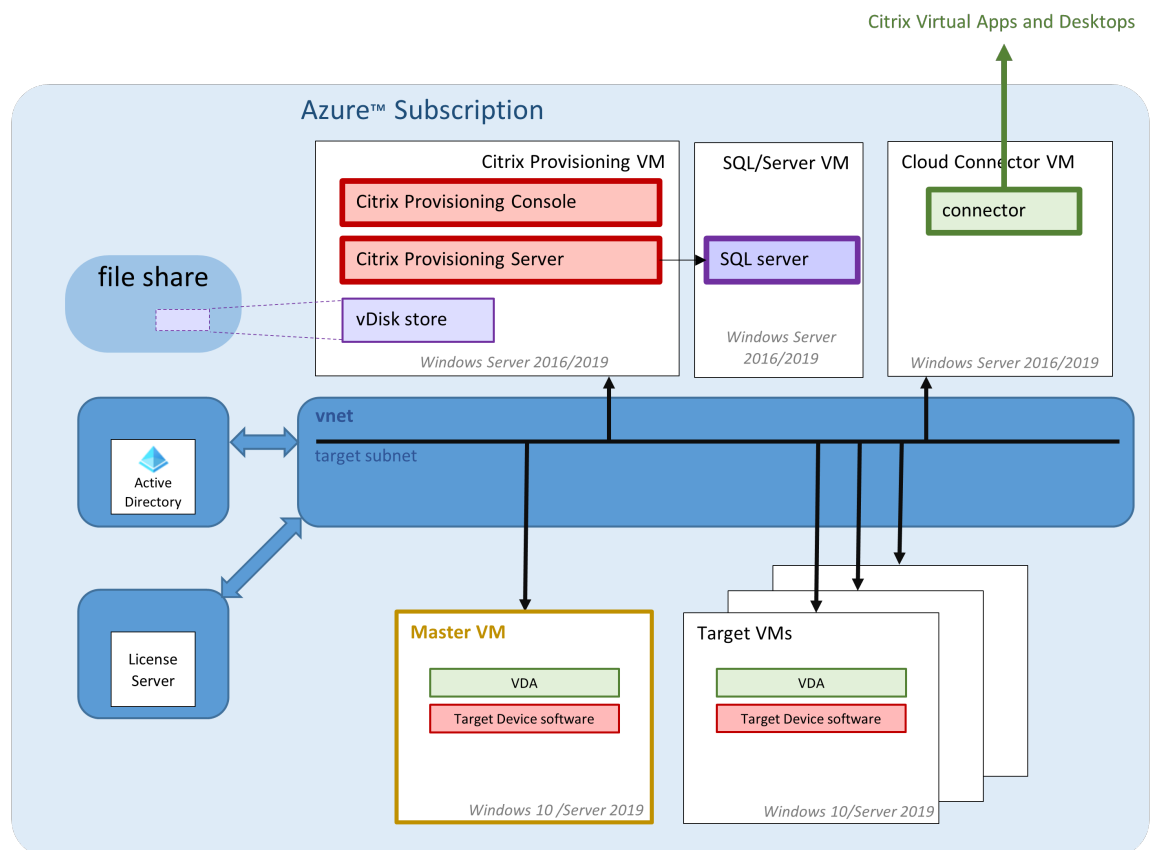 Citrix Virtual Apps and Desktops
Azure™ Subscription
Citrix Provisioning VM
Citrix Provisioning Console
Citrix Provisioning Server
vDisk store
Windows Server 2016/2019
SQL/Server VM
SQL server
Windows Server
2016/2019
Cloud Connector VM
connector
Windows Server 2016/2019
file share
vnet
target subnet
Active
Directory
License
Server
Master VM
VDA
Target Device software
Windows 10 /Server 2019
Target VMs
VDA
Target Device software
Windows 10/Server 2019